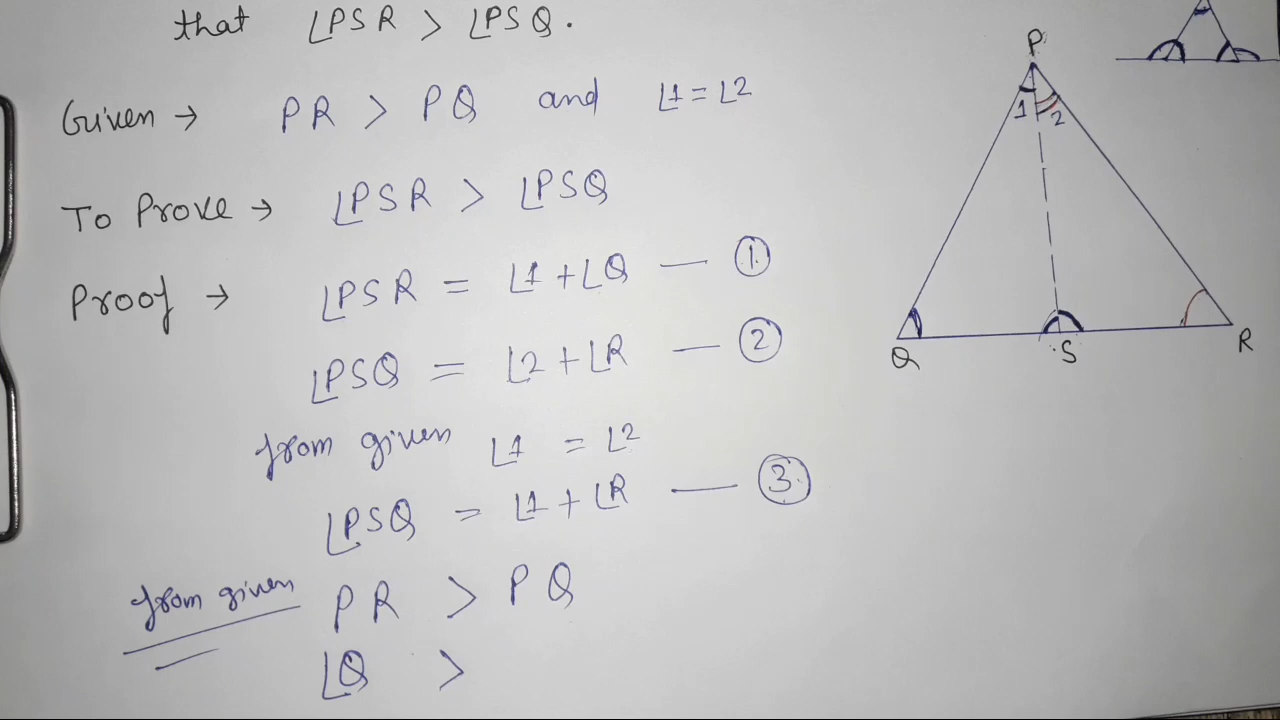 that ∠PSR > ∠PSQ.
Given → PR > PQ and ∠1 = ∠2
To Prove → ∠PSR > ∠PSQ
Proof → ∠PSR = ∠1 + ∠Q — ①
∠PSQ = ∠2 + ∠R — ②
from given ∠1 = ∠2
∠PSQ = ∠1 + ∠R — ③
from given PR > PQ
∠Q >
P
1 2
Q S R